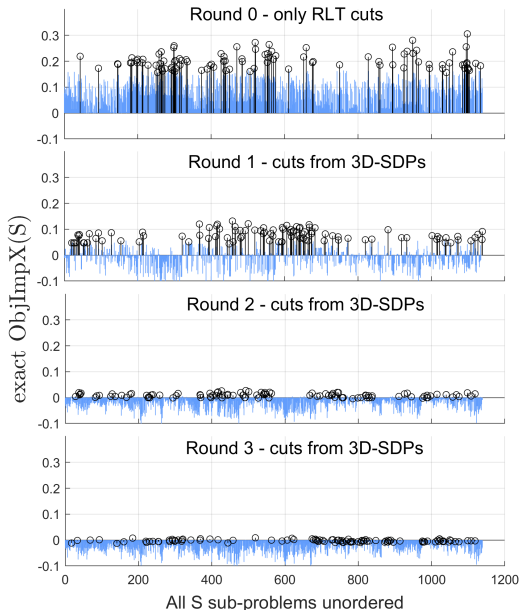 Round 0 - only RLT cuts
0.3
0.2
0.1
0
-0.1
Round 1 - cuts from 3D-SDPs
0.3
0.2
0.1
0
-0.1
Round 2 - cuts from 3D-SDPs
0.3
0.2
0.1
0
-0.1
Round 3 - cuts from 3D-SDPs
0.3
0.2
0.1
0
-0.1
0 200 400 600 800 1000 1200
All S sub-problems unordered
exact ObjImpX(S)